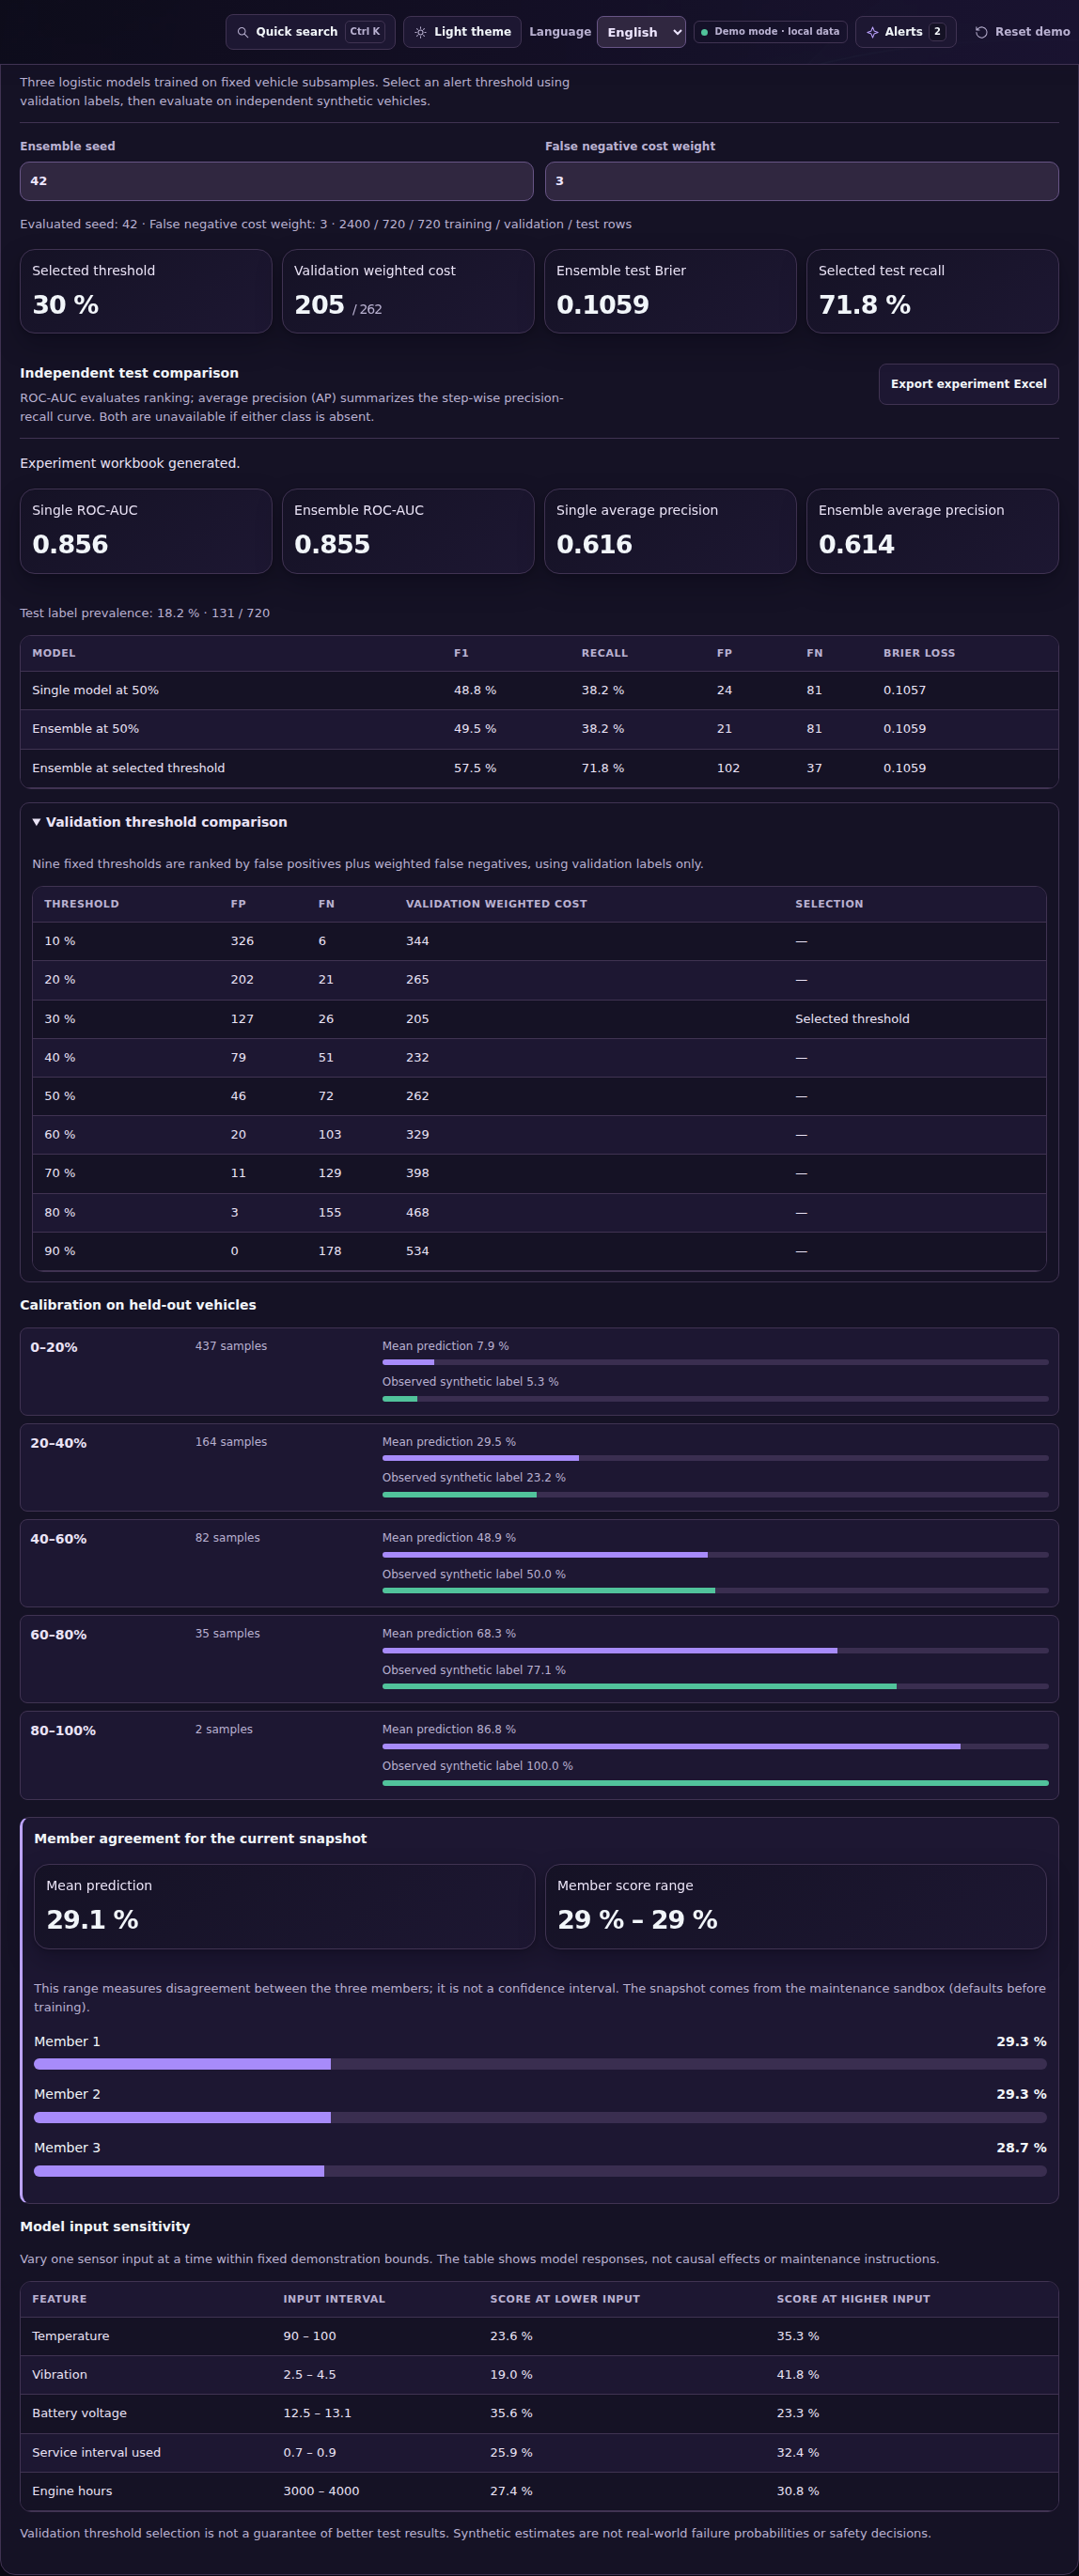 Quick search Ctrl K Light theme Language English Demo mode · local data Alerts 2 Reset demo
Three logistic models trained on fixed vehicle subsamples. Select an alert threshold using
validation labels, then evaluate on independent synthetic vehicles.
Ensemble seed False negative cost weight
42 3
Evaluated seed: 42 · False negative cost weight: 3 · 2400 / 720 / 720 training / validation / test rows
Selected threshold Validation weighted cost Ensemble test Brier Selected test recall
30 % 205 / 262 0.1059 71.8 %
Independent test comparison
Export experiment Excel
ROC-AUC evaluates ranking; average precision (AP) summarizes the step-wise precision-
recall curve. Both are unavailable if either class is absent.
Experiment workbook generated.
Single ROC-AUC Ensemble ROC-AUC Single average precision Ensemble average precision
0.856 0.855 0.616 0.614
Test label prevalence: 18.2 % · 131 / 720
MODEL F1 RECALL FP FN BRIER LOSS
Single model at 50% 48.8 % 38.2 % 24 81 0.1057
Ensemble at 50% 49.5 % 38.2 % 21 81 0.1059
Ensemble at selected threshold 57.5 % 71.8 % 102 37 0.1059
▼ Validation threshold comparison
Nine fixed thresholds are ranked by false positives plus weighted false negatives, using validation labels only.
THRESHOLD FP FN VALIDATION WEIGHTED COST SELECTION
10 % 326 6 344 —
20 % 202 21 265 —
30 % 127 26 205 Selected threshold
40 % 79 51 232 —
50 % 46 72 262 —
60 % 20 103 329 —
70 % 11 129 398 —
80 % 3 155 468 —
90 % 0 178 534 —
Calibration on held-out vehicles
0–20% 437 samples Mean prediction 7.9 %
Observed synthetic label 5.3 %
20–40% 164 samples Mean prediction 29.5 %
Observed synthetic label 23.2 %
40–60% 82 samples Mean prediction 48.9 %
Observed synthetic label 50.0 %
60–80% 35 samples Mean prediction 68.3 %
Observed synthetic label 77.1 %
80–100% 2 samples Mean prediction 86.8 %
Observed synthetic label 100.0 %
Member agreement for the current snapshot
Mean prediction Member score range
29.1 % 29 % – 29 %
This range measures disagreement between the three members; it is not a confidence interval. The snapshot comes from the maintenance sandbox (defaults before
training).
Member 1 29.3 %
Member 2 29.3 %
Member 3 28.7 %
Model input sensitivity
Vary one sensor input at a time within fixed demonstration bounds. The table shows model responses, not causal effects or maintenance instructions.
FEATURE INPUT INTERVAL SCORE AT LOWER INPUT SCORE AT HIGHER INPUT
Temperature 90 – 100 23.6 % 35.3 %
Vibration 2.5 – 4.5 19.0 % 41.8 %
Battery voltage 12.5 – 13.1 35.6 % 23.3 %
Service interval used 0.7 – 0.9 25.9 % 32.4 %
Engine hours 3000 – 4000 27.4 % 30.8 %
Validation threshold selection is not a guarantee of better test results. Synthetic estimates are not real-world failure probabilities or safety decisions.